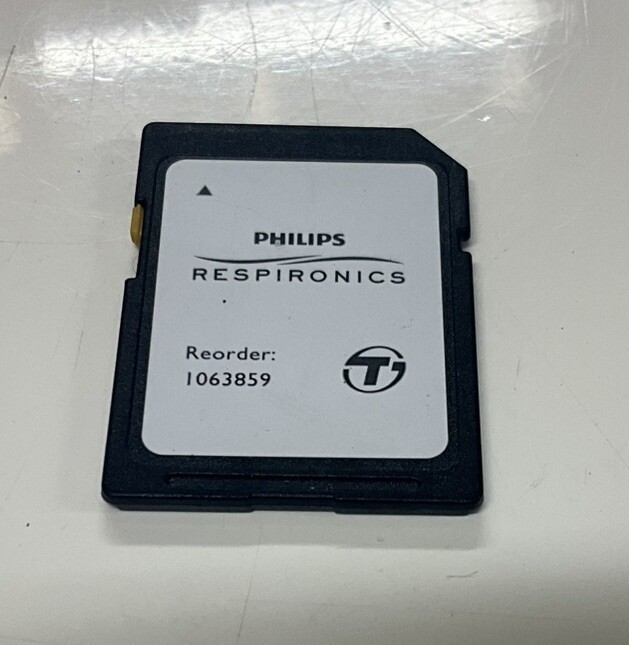 PHILIPS
RESPIRONICS
Reorder:
1063859
T